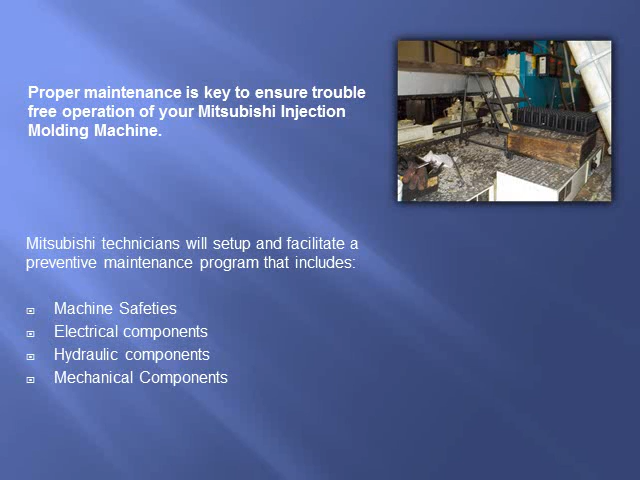 Proper maintenance is key to ensure trouble
free operation of your Mitsubishi Injection
Molding Machine.
Mitsubishi technicians will setup and facilitate a
preventive maintenance program that includes:
Machine Safeties
Electrical components
Hydraulic components
Mechanical Components